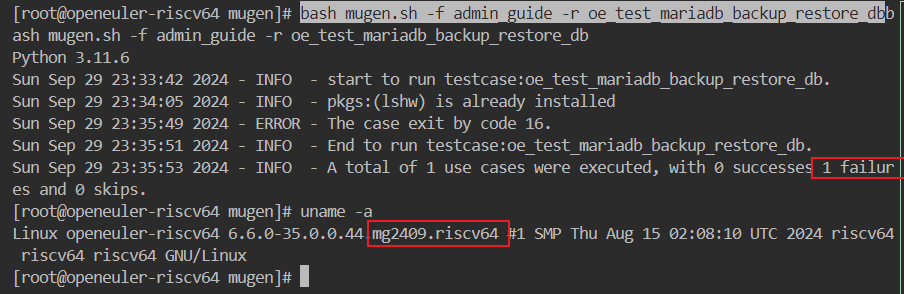 [root@openeuler-riscv64 mugen]# bash mugen.sh -f admin_guide -r oe_test_mariadb_backup_restore_dbb
ash mugen.sh -f admin_guide -r oe_test_mariadb_backup_restore_db
Python 3.11.6
Sun Sep 29 23:33:42 2024 - INFO  - start to run testcase:oe_test_mariadb_backup_restore_db.
Sun Sep 29 23:34:05 2024 - INFO  - pkgs:(lshw) is already installed
Sun Sep 29 23:35:49 2024 - ERROR - The case exit by code 16.
Sun Sep 29 23:35:51 2024 - INFO  - End to run testcase:oe_test_mariadb_backup_restore_db.
Sun Sep 29 23:35:53 2024 - INFO  - A total of 1 use cases were executed, with 0 successes 1 failur
es and 0 skips.
[root@openeuler-riscv64 mugen]# uname -a
Linux openeuler-riscv64 6.6.0-35.0.0.44.mg2409.riscv64 #1 SMP Thu Aug 15 02:08:10 UTC 2024 riscv64
 riscv64 riscv64 GNU/Linux
[root@openeuler-riscv64 mugen]#